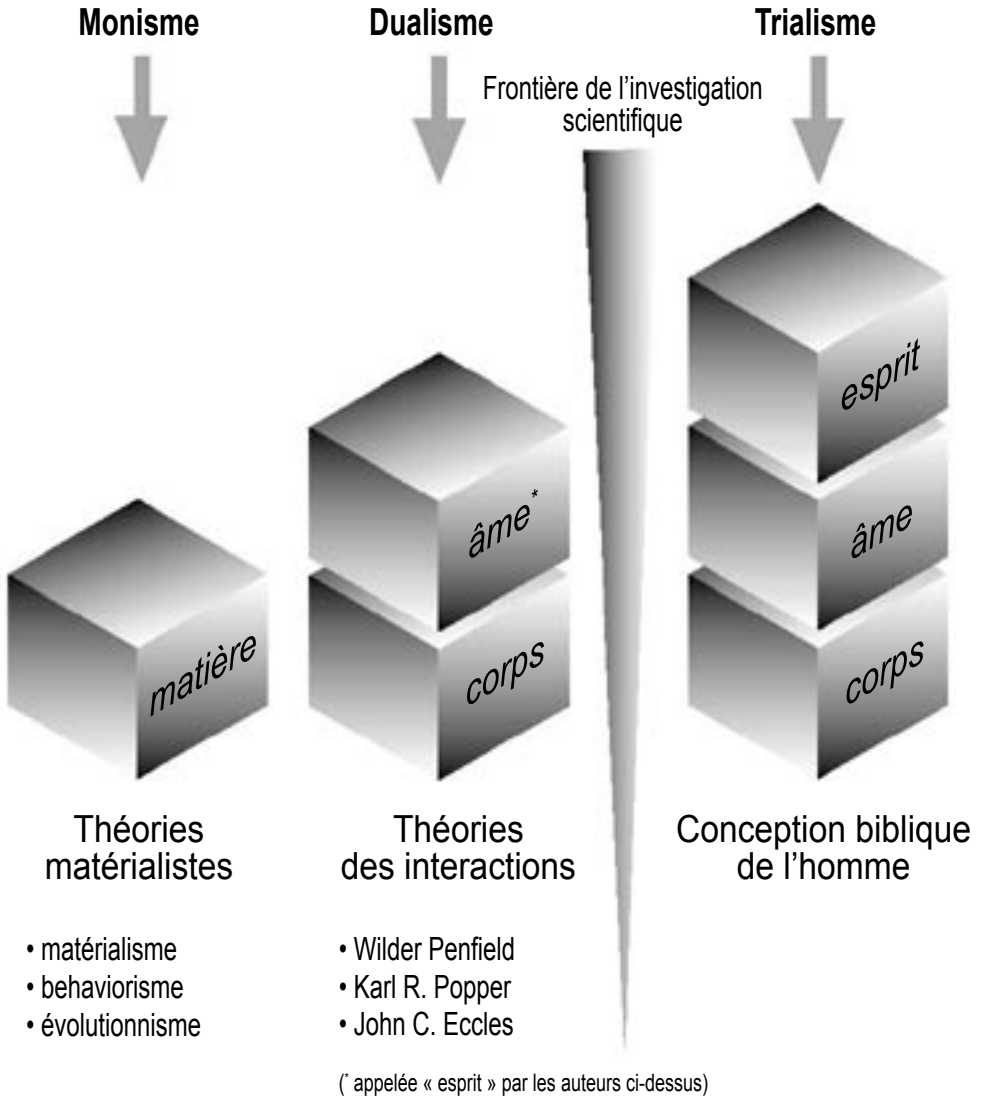 Monisme
Dualisme
Trialisme
Frontière de l’investigation
scientifique
matière
âme*
corps
esprit
âme
corps
Théories
matérialistes
• matérialisme
• behaviorisme
• évolutionnisme
Théories
des interactions
• Wilder Penfield
• Karl R. Popper
• John C. Eccles
(* appelée « esprit » par les auteurs ci-dessus)
Conception biblique
de l’homme